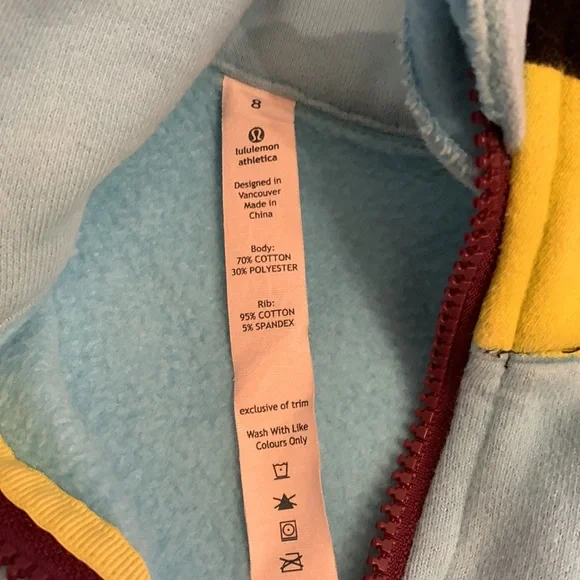 8
lululemon
athletica
Designed in
Vancouver
Made in
China
Body:
70% COTTON
30% POLYESTER
Rib:
95% COTTON
5% SPANDEX
exclusive of trim
Wash With Like
Colours Only